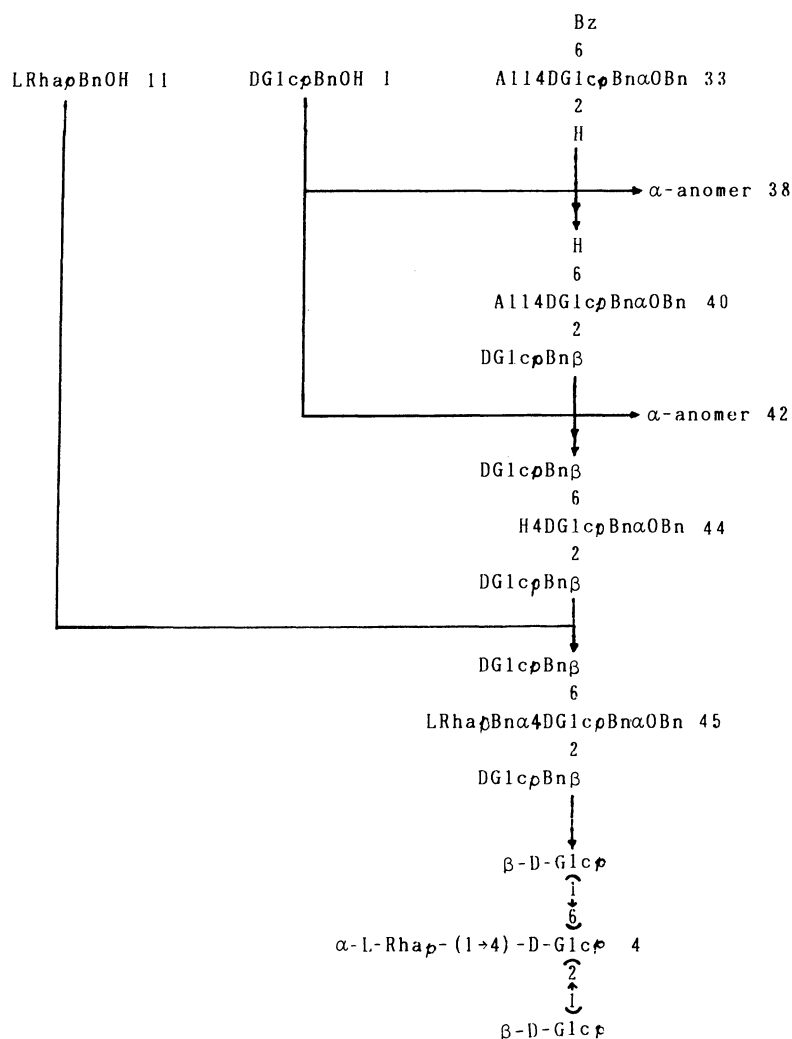 Bz
6
LRhapBnOH 11 DGlcpBnOH 1 All4DGlcpBnαOBn 33
2
H
α-anomer 38
H
6
All4DGlcpBnαOBn 40
2
DGlcpBnβ
α-anomer 42
DGlcpBnβ
6
H4DGlcpBnαOBn 44
2
DGlcpBnβ
DGlcpBnβ
6
LRhapBnα4DGlcpBnαOBn 45
2
DGlcpBnβ
β-D-Glcp
1
↓
6
α-L-Rhap-(1→4)-D-Glcp 4
2
↑
1
β-D-Glcp